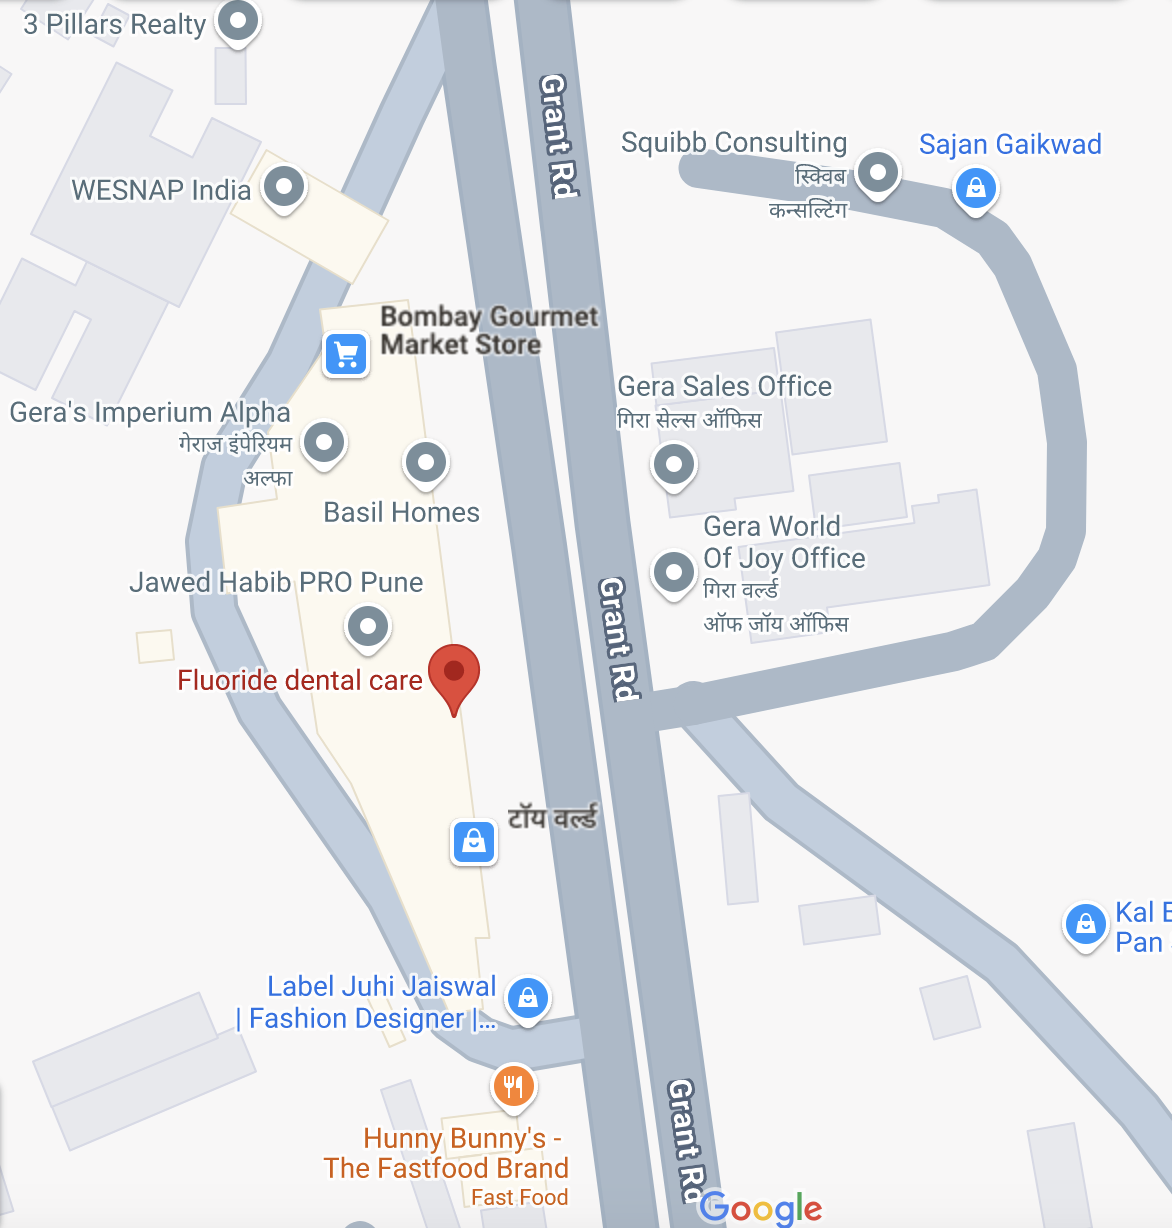 3 Pillars Realty
Grant Rd
Squibb Consulting
स्क्विब
कन्सल्टिंग
Sajan Gaikwad
WESNAP India
Bombay Gourmet
Market Store
Gera Sales Office
गिरा सेल्स ऑफिस
Gera's Imperium Alpha
गेराज इंपेरियम
अल्फा
Basil Homes
Gera World
Of Joy Office
गिरा वर्ल्ड
ऑफ जॉय ऑफिस
Jawed Habib PRO Pune
Grant Rd
Fluoride dental care
टॉय वर्ल्ड
Kal B
Pan
Label Juhi Jaiswal
| Fashion Designer |...
Hunny Bunny's -
The Fastfood Brand
Fast Food
Grant Rd
Google